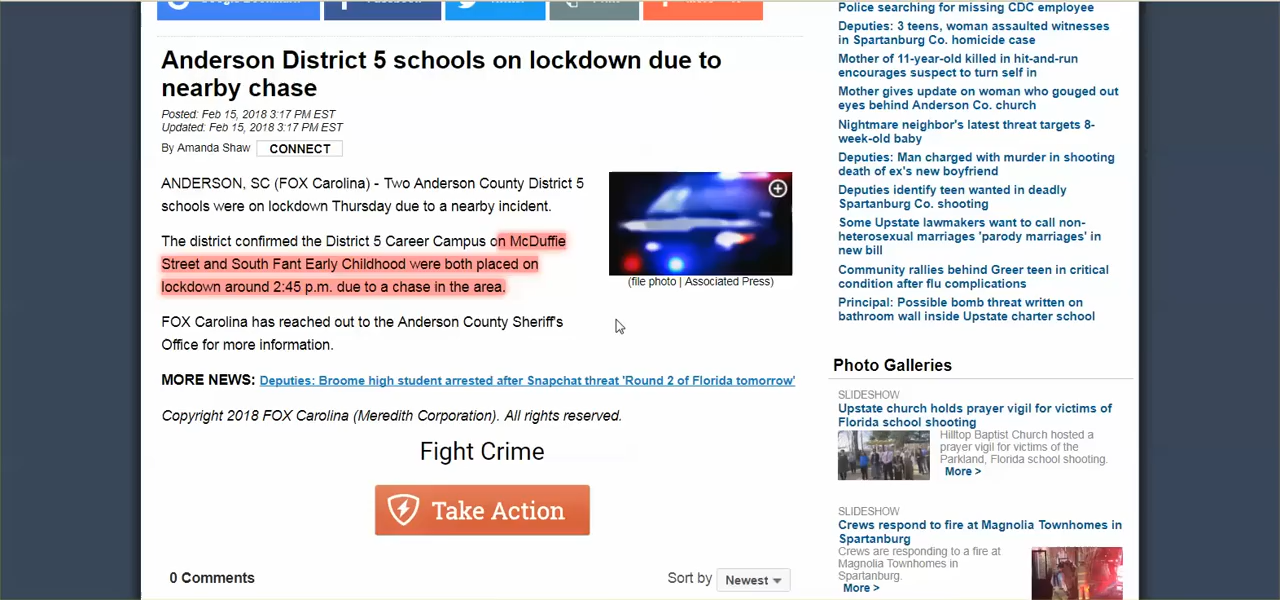 Anderson District 5 schools on lockdown due to
nearby chase
Posted: Feb 15, 2018 3:17 PM EST
Updated: Feb 15, 2018 3:17 PM EST
By Amanda Shaw CONNECT
ANDERSON, SC (FOX Carolina) - Two Anderson County District 5
schools were on lockdown Thursday due to a nearby incident.
The district confirmed the District 5 Career Campus on McDuffie
Street and South Fant Early Childhood were both placed on
lockdown around 2:45 p.m. due to a chase in the area.
(file photo | Associated Press)
FOX Carolina has reached out to the Anderson County Sheriff's
Office for more information.
MORE NEWS: Deputies: Broome high student arrested after Snapchat threat 'Round 2 of Florida tomorrow'
Copyright 2018 FOX Carolina (Meredith Corporation). All rights reserved.
Fight Crime
Take Action
0 Comments
Sort by Newest
Police searching for missing CDC employee
Deputies: 3 teens, woman assaulted witnesses
in Spartanburg Co. homicide case
Mother of 11-year-old killed in hit-and-run
encourages suspect to turn self in
Mother gives update on woman who gouged out
eyes behind Anderson Co. church
Nightmare neighbor's latest threat targets 8-
week-old baby
Deputies: Man charged with murder in shooting
death of ex's new boyfriend
Deputies identify teen wanted in deadly
Spartanburg Co. shooting
Some Upstate lawmakers want to call non-
heterosexual marriages 'parody marriages' in
new bill
Community rallies behind Greer teen in critical
condition after flu complications
Principal: Possible bomb threat written on
bathroom wall inside Upstate charter school
Photo Galleries
SLIDESHOW
Upstate church holds prayer vigil for victims of
Florida school shooting
Hilltop Baptist Church hosted a
prayer vigil for victims of the
Parkland, Florida school shooting.
More >
SLIDESHOW
Crews respond to fire at Magnolia Townhomes in
Spartanburg
Crews are responding to a fire at
Magnolia Townhomes in
Spartanburg.
More >